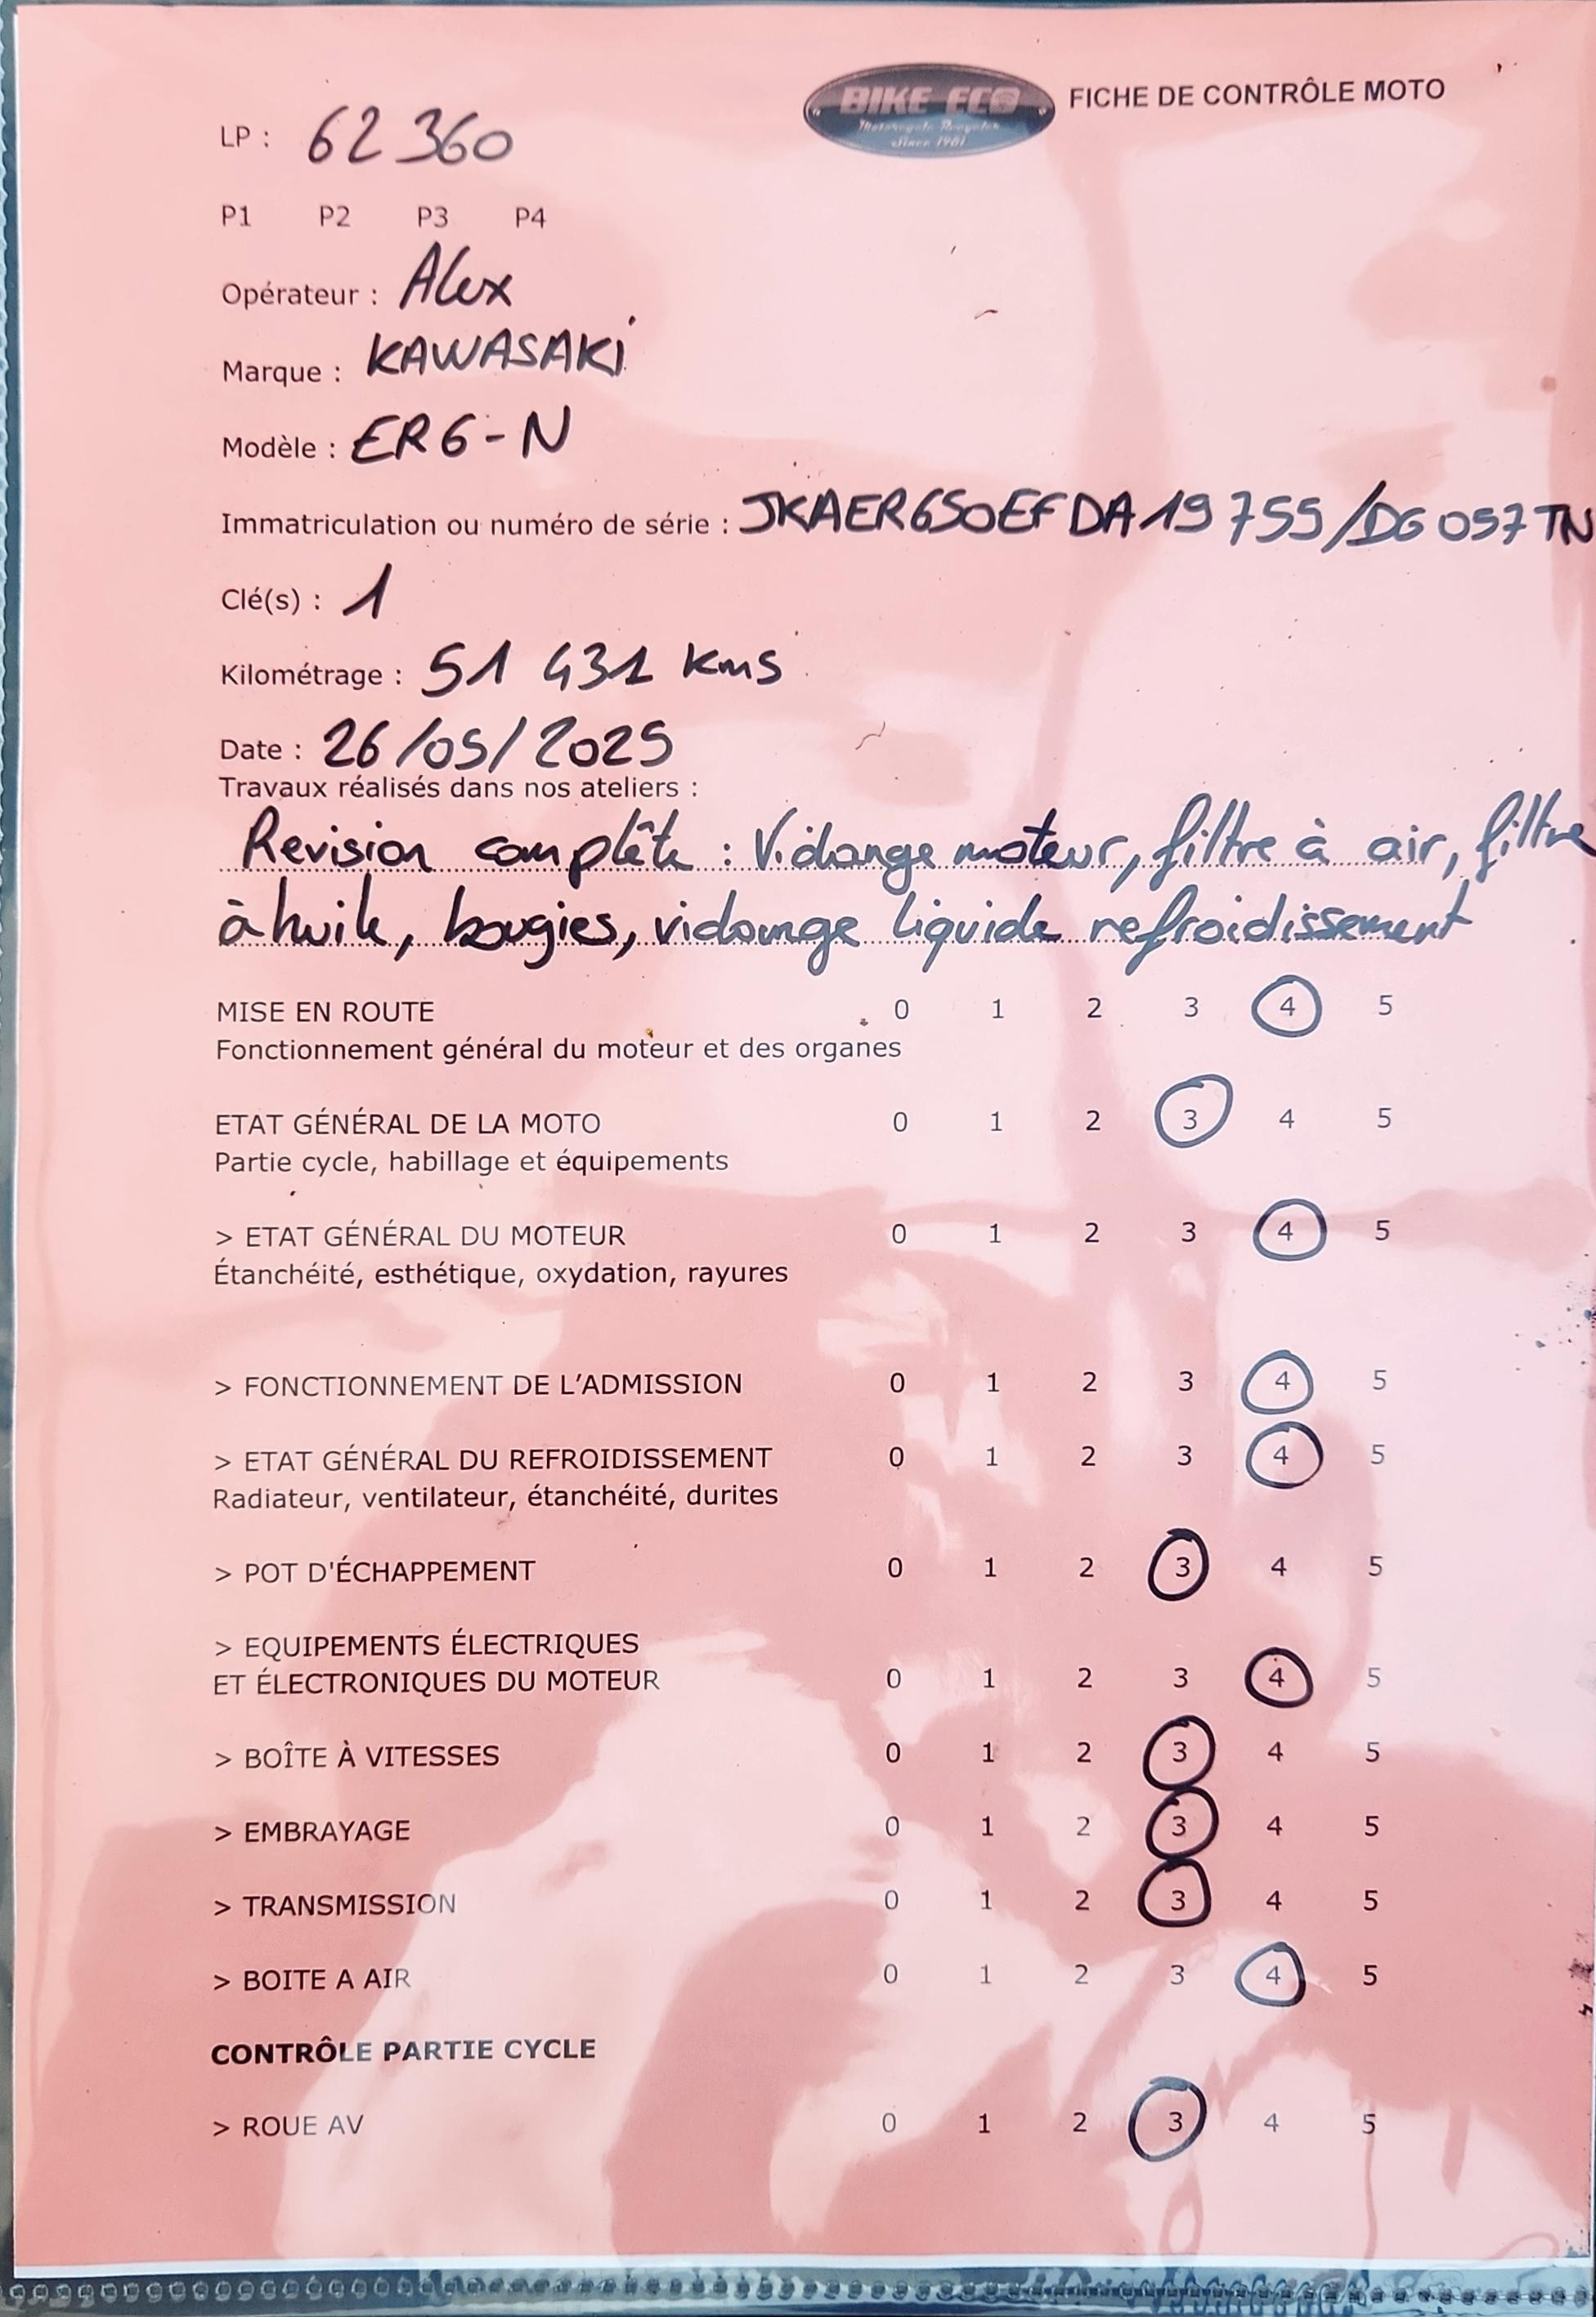 BIKE ECO
Motorcycle Recycler
Since 1981
FICHE DE CONTRÔLE MOTO
LP : 62 360
P1 P2 P3 P4
Opérateur : Alex
Marque : KAWASAKi
Modèle : ER6-N
Immatriculation ou numéro de série : JKAER650EFDA19755/DG 057 TN
Clé(s) : 1
Kilométrage : 51 431 kms
Date : 26/05/2025
Travaux réalisés dans nos ateliers :
Revision complète : Vidange moteur, filtre à air, filtre
à huile, bougies, vidange liquide refroidissement
MISE EN ROUTE 0 1 2 3 4 5
Fonctionnement général du moteur et des organes
ETAT GÉNÉRAL DE LA MOTO 0 1 2 3 4 5
Partie cycle, habillage et équipements
> ETAT GÉNÉRAL DU MOTEUR 0 1 2 3 4 5
Étanchéité, esthétique, oxydation, rayures
> FONCTIONNEMENT DE L'ADMISSION 0 1 2 3 4 5
> ETAT GÉNÉRAL DU REFROIDISSEMENT 0 1 2 3 4 5
Radiateur, ventilateur, étanchéité, durites
> POT D'ÉCHAPPEMENT 0 1 2 3 4 5
> EQUIPEMENTS ÉLECTRIQUES
ET ÉLECTRONIQUES DU MOTEUR 0 1 2 3 4 5
> BOÎTE À VITESSES 0 1 2 3 4 5
> EMBRAYAGE 0 1 2 3 4 5
> TRANSMISSION 0 1 2 3 4 5
> BOITE A AIR 0 1 2 3 4 5
CONTRÔLE PARTIE CYCLE
> ROUE AV 0 1 2 3 4 5